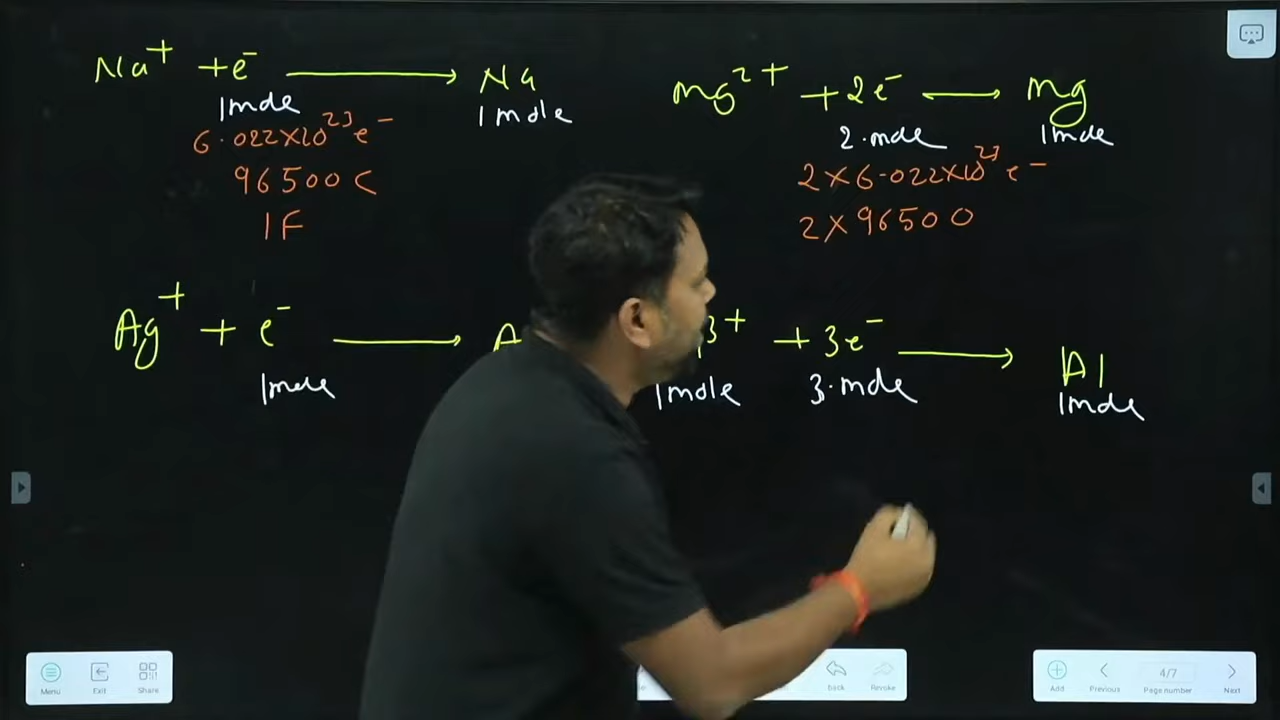 Na⁺ + e⁻ ⟶ Na
1mole 1mole
6.022×10²³e⁻
96500 C
1F
Mg²⁺ + 2e⁻ ⟷ Mg
2.mole 1mole
2×6.022×10²³e⁻
2×96500
Ag⁺ + e⁻ ⟶ A
1mole
³⁺ + 3e⁻ ⟶ Al
1mole 3.mole 1mole
Menu Exit Share
back Revoke
Add Previous 4/7 Page number Next